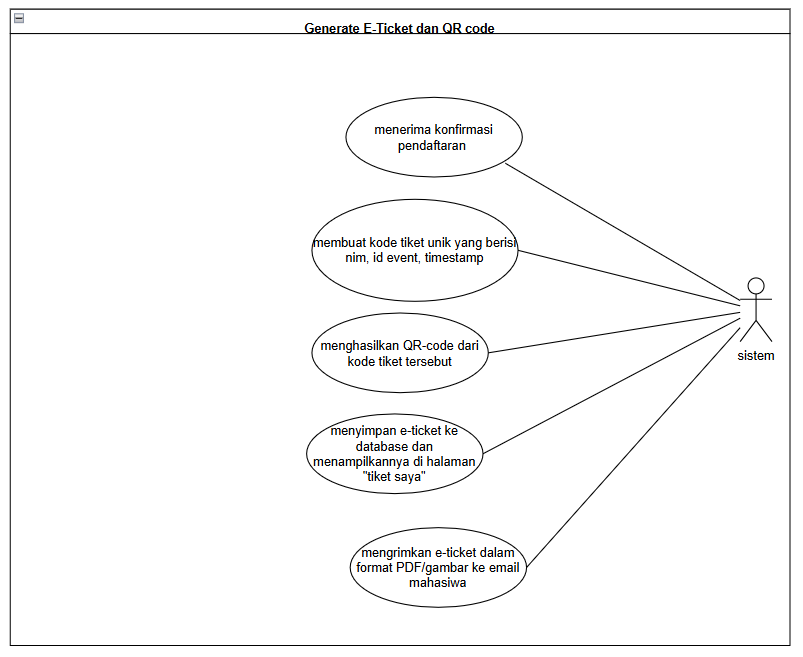 Generate E-Ticket dan QR code
menerima konfirmasi
pendaftaran
membuat kode tiket unik yang berisi
nim, id event, timestamp
menghasilkan QR-code dari
kode tiket tersebut
menyimpan e-ticket ke
database dan
menampilkannya di halaman
"tiket saya"
mengrimkan e-ticket dalam
format PDF/gambar ke email
mahasiwa
sistem